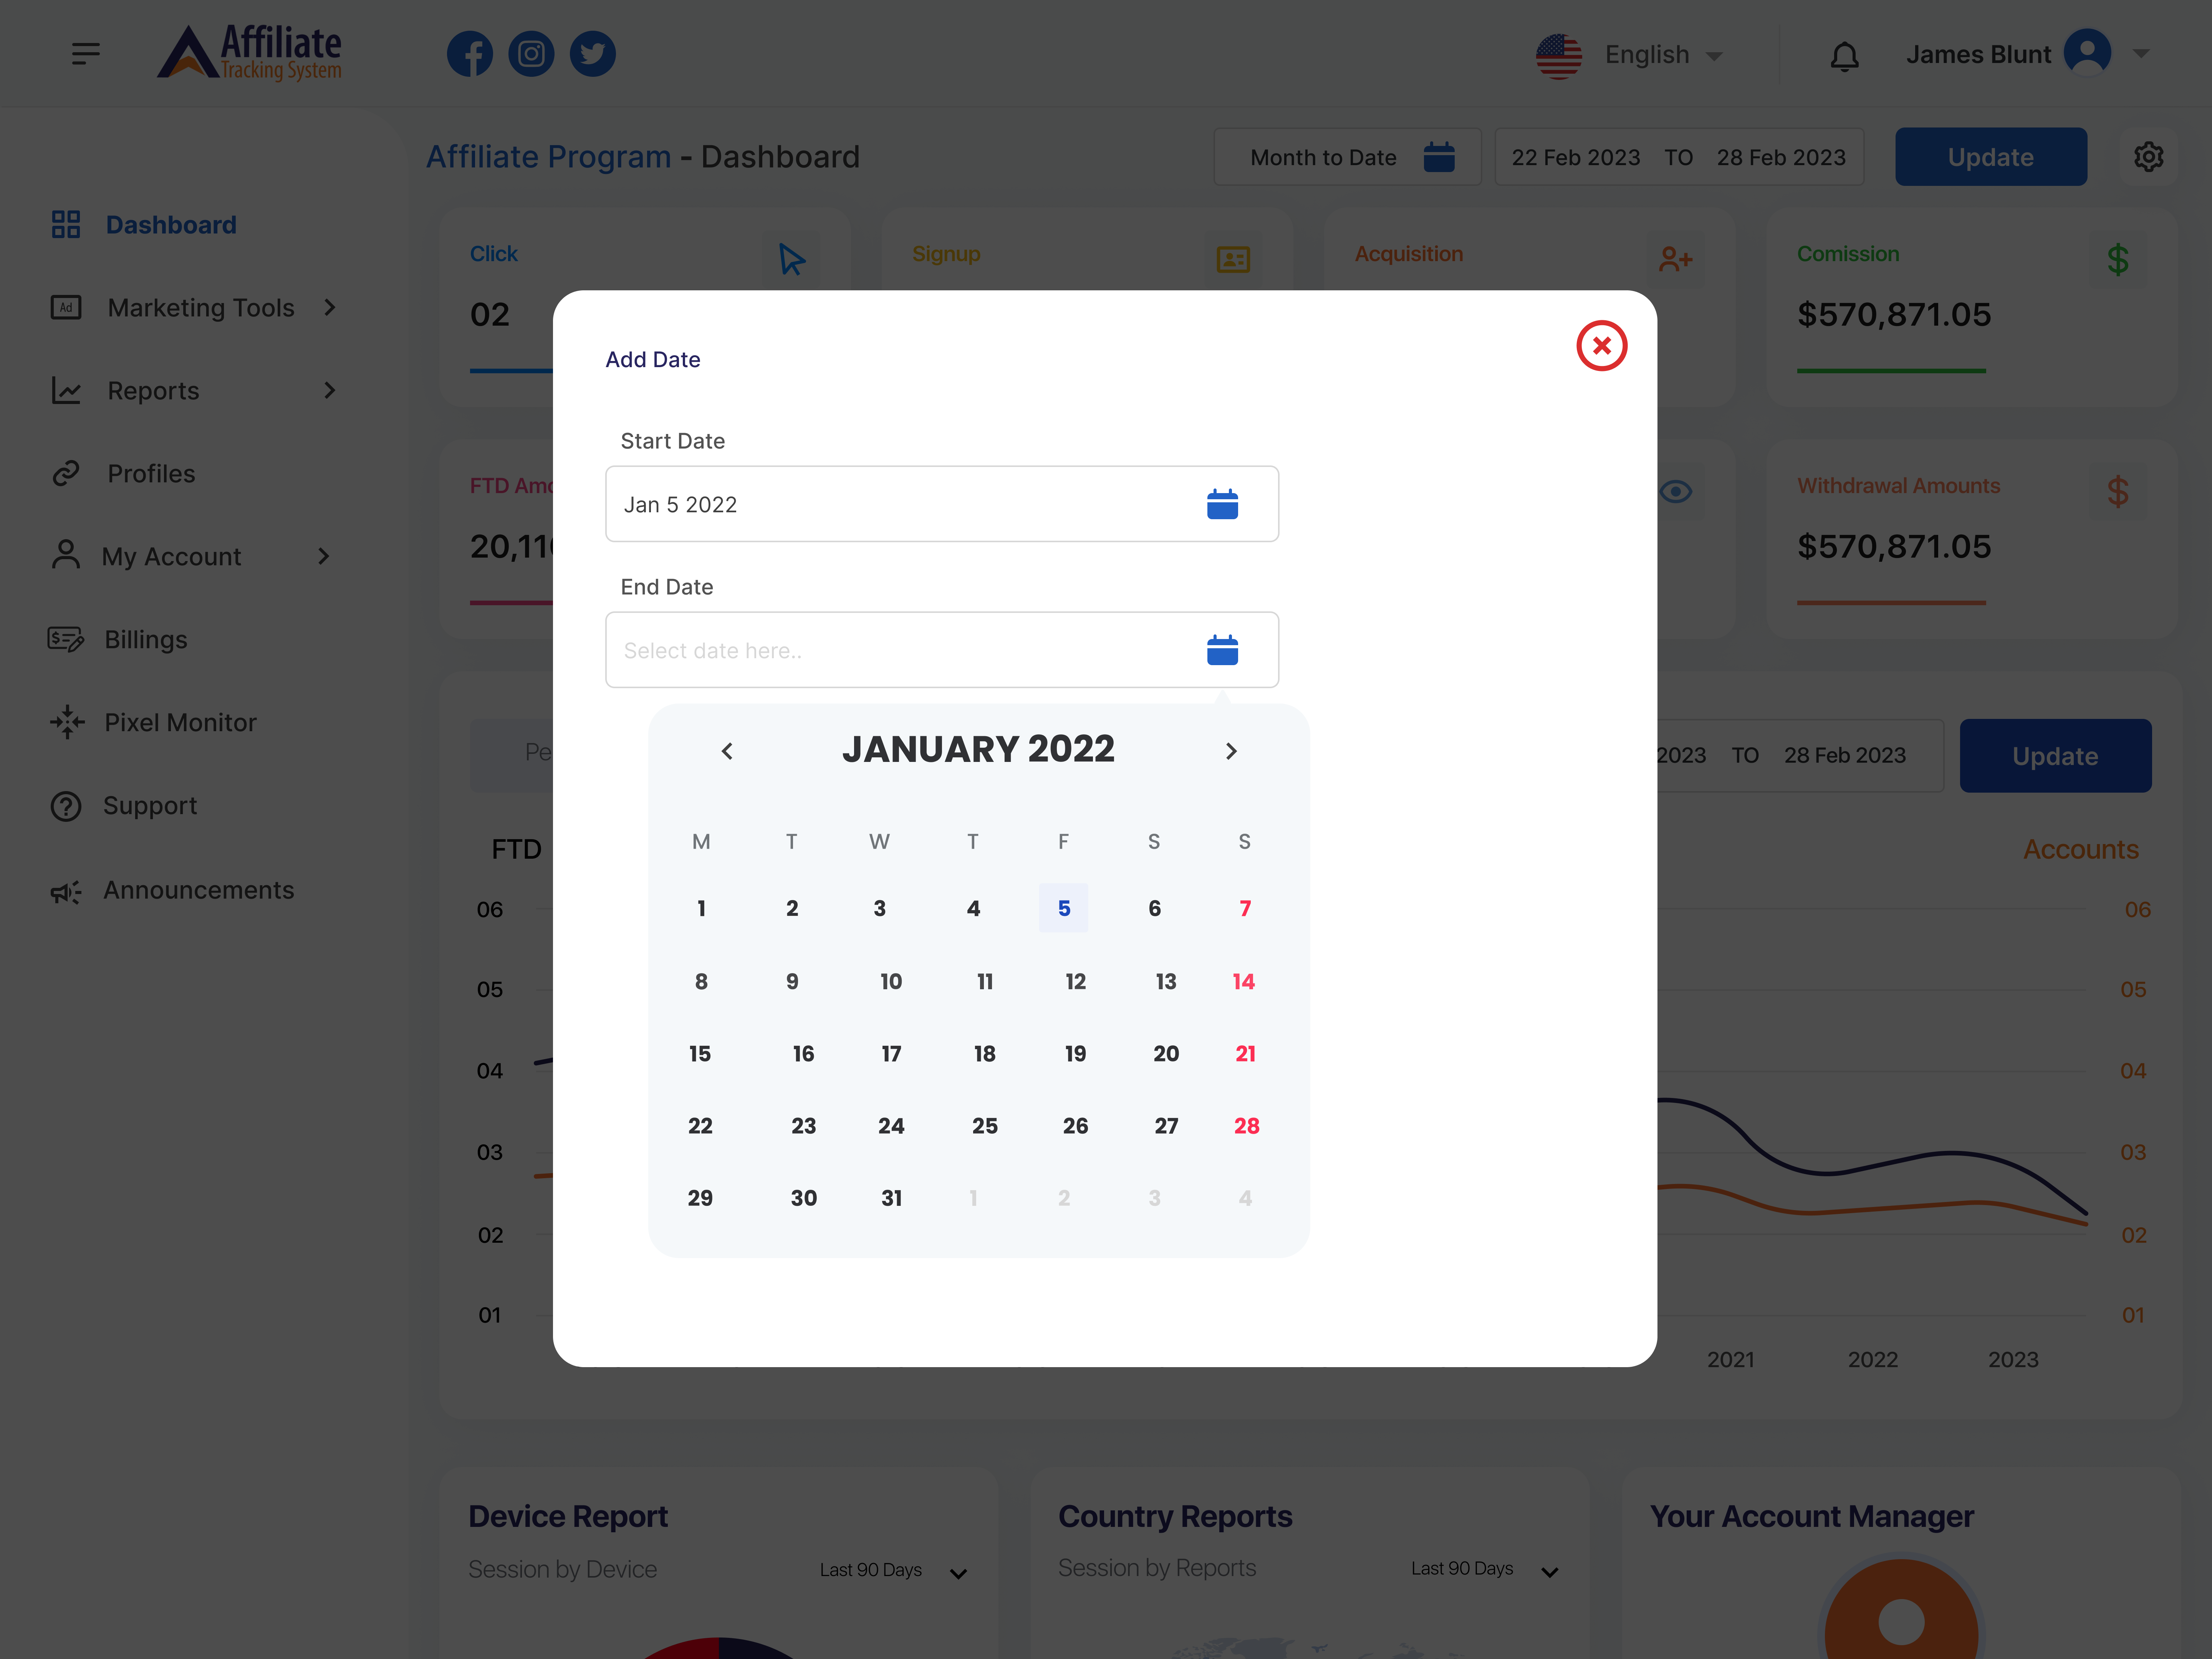 Affiliate
Tracking System
English
James Blunt
Affiliate Program - Dashboard
Month to Date
22 Feb 2023 TO 28 Feb 2023
Update
Dashboard
Ad
Marketing Tools
Reports
Profiles
My Account
Billings
Pixel Monitor
Support
Announcements
Click
02
Signup
Acquisition
Comission
$570,871.05
FTD
20,11
Withdrawal Amounts
$570,871.05
Add Date
Start Date
Jan 5 2022
End Date
Select date here..
JANUARY 2022
M T W T F S S
1 2 3 4 5 6 7
8 9 10 11 12 13 14
15 16 17 18 19 20 21
22 23 24 25 26 27 28
29 30 31 1 2 3 4
2023 TO 28 Feb 2023
Update
FTD
Accounts
06
05
04
03
02
01
06
05
04
03
02
01
2021 2022 2023
Device Report
Session by Device
Last 90 Days
Country Reports
Session by Reports
Last 90 Days
Your Account Manager